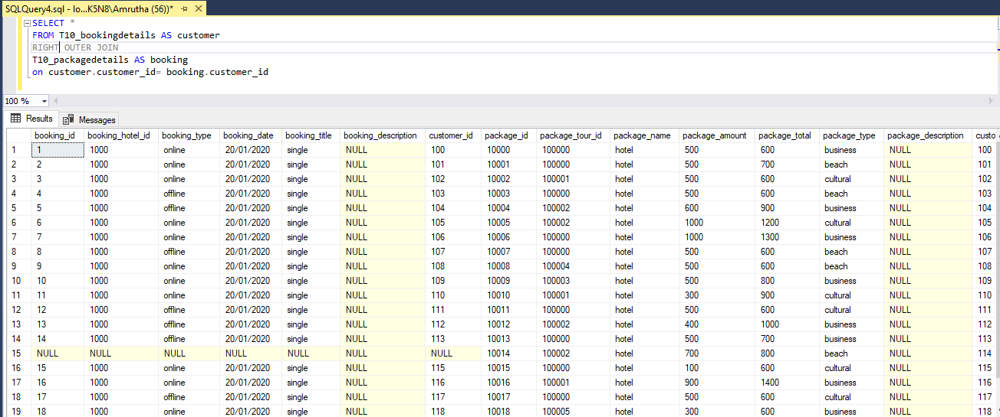 SQLQuery4.sql - lo...K5N8\Amrutha (56))*
SELECT *
FROM T10_bookingdetails AS customer
RIGHT OUTER JOIN
T10_packagedetails AS booking
on customer.customer_id= booking.customer_id
100 %
Results Messages
booking_id booking_hotel_id booking_type booking_date booking_title booking_description customer_id package_id package_tour_id package_name package_amount package_total package_type package_description custo
1 1 1000 online 20/01/2020 single NULL 100 10000 100000 hotel 500 600 business NULL 100
2 2 1000 online 20/01/2020 single NULL 101 10001 100000 hotel 500 700 beach NULL 101
3 3 1000 online 20/01/2020 single NULL 102 10002 100001 hotel 500 600 cultural NULL 102
4 4 1000 offline 20/01/2020 single NULL 103 10003 100000 hotel 500 600 beach NULL 103
5 5 1000 offline 20/01/2020 single NULL 104 10004 100002 hotel 600 900 business NULL 104
6 6 1000 online 20/01/2020 single NULL 105 10005 100002 hotel 1000 1200 cultural NULL 105
7 7 1000 online 20/01/2020 single NULL 106 10006 100000 hotel 1000 1300 business NULL 106
8 8 1000 offline 20/01/2020 single NULL 107 10007 100000 hotel 500 600 beach NULL 107
9 9 1000 online 20/01/2020 single NULL 108 10008 100004 hotel 500 600 beach NULL 108
10 10 1000 online 20/01/2020 single NULL 109 10009 100003 hotel 500 800 business NULL 109
11 11 1000 online 20/01/2020 single NULL 110 10010 100001 hotel 300 900 cultural NULL 110
12 12 1000 offline 20/01/2020 single NULL 111 10011 100000 hotel 500 600 cultural NULL 111
13 13 1000 offline 20/01/2020 single NULL 112 10012 100002 hotel 400 1000 business NULL 112
14 14 1000 offline 20/01/2020 single NULL 113 10013 100000 hotel 500 700 business NULL 113
15 NULL NULL NULL NULL NULL NULL NULL 10014 100002 hotel 700 800 beach NULL 114
16 15 1000 online 20/01/2020 single NULL 115 10015 100000 hotel 100 600 cultural NULL 115
17 16 1000 online 20/01/2020 single NULL 116 10016 100001 hotel 900 1400 business NULL 116
18 17 1000 offline 20/01/2020 single NULL 117 10017 100000 hotel 500 600 cultural NULL 117
19 18 1000 online 20/01/2020 single NULL 118 10018 100005 hotel 300 600 business NULL 118